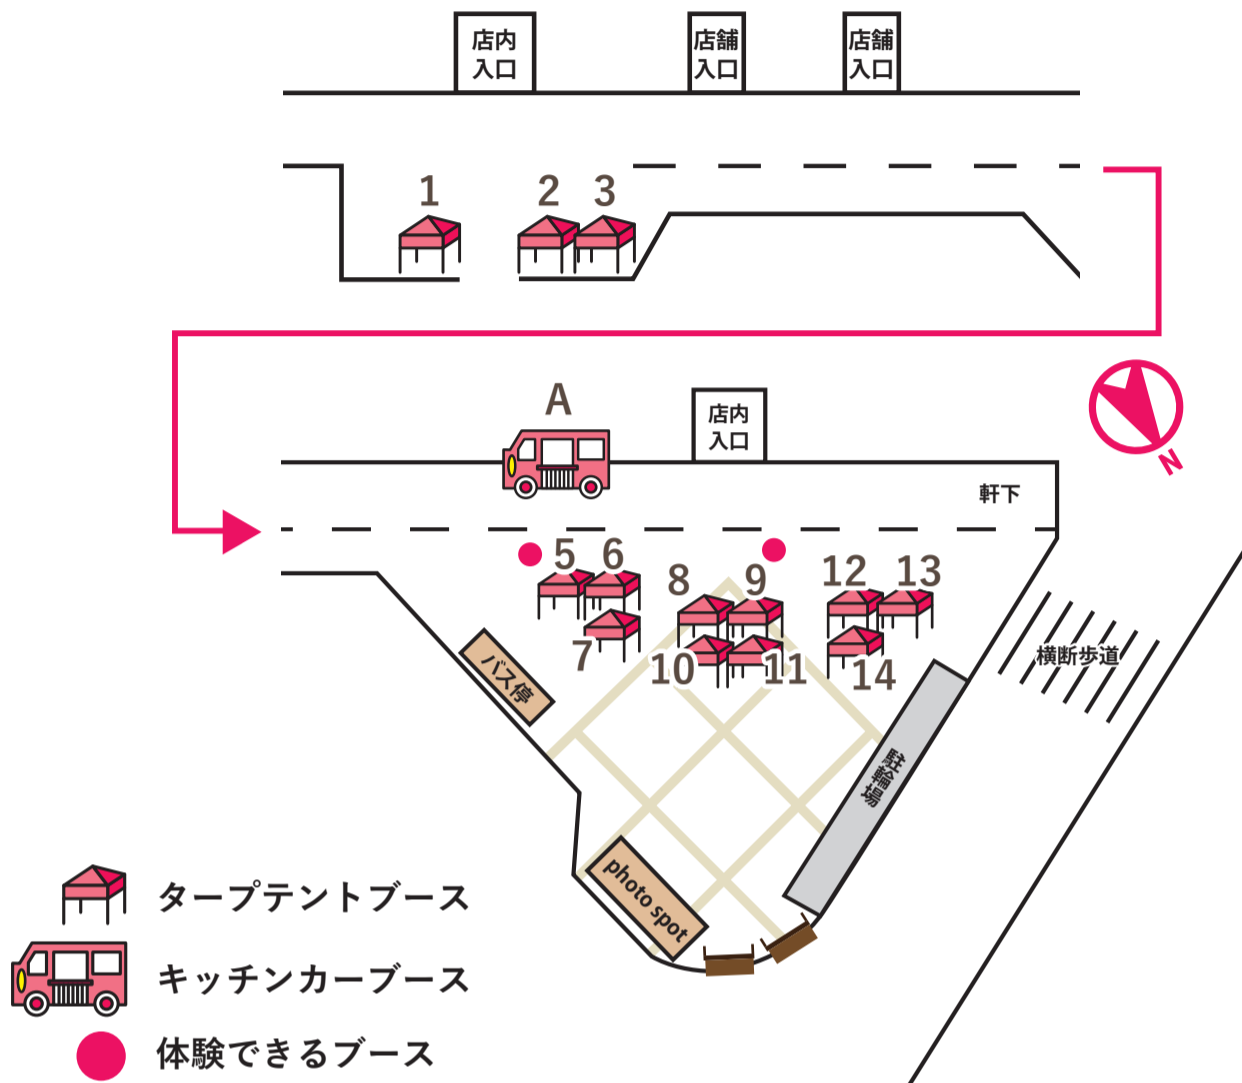 店内
入口
店舗
入口
店舗
入口
1
2
3
A
店内
入口
N
軒下
5
6
7
8
9
10
11
12
13
14
横断歩道
バス停
駐輪場
photo spot
タープテントブース
キッチンカーブース
体験できるブース